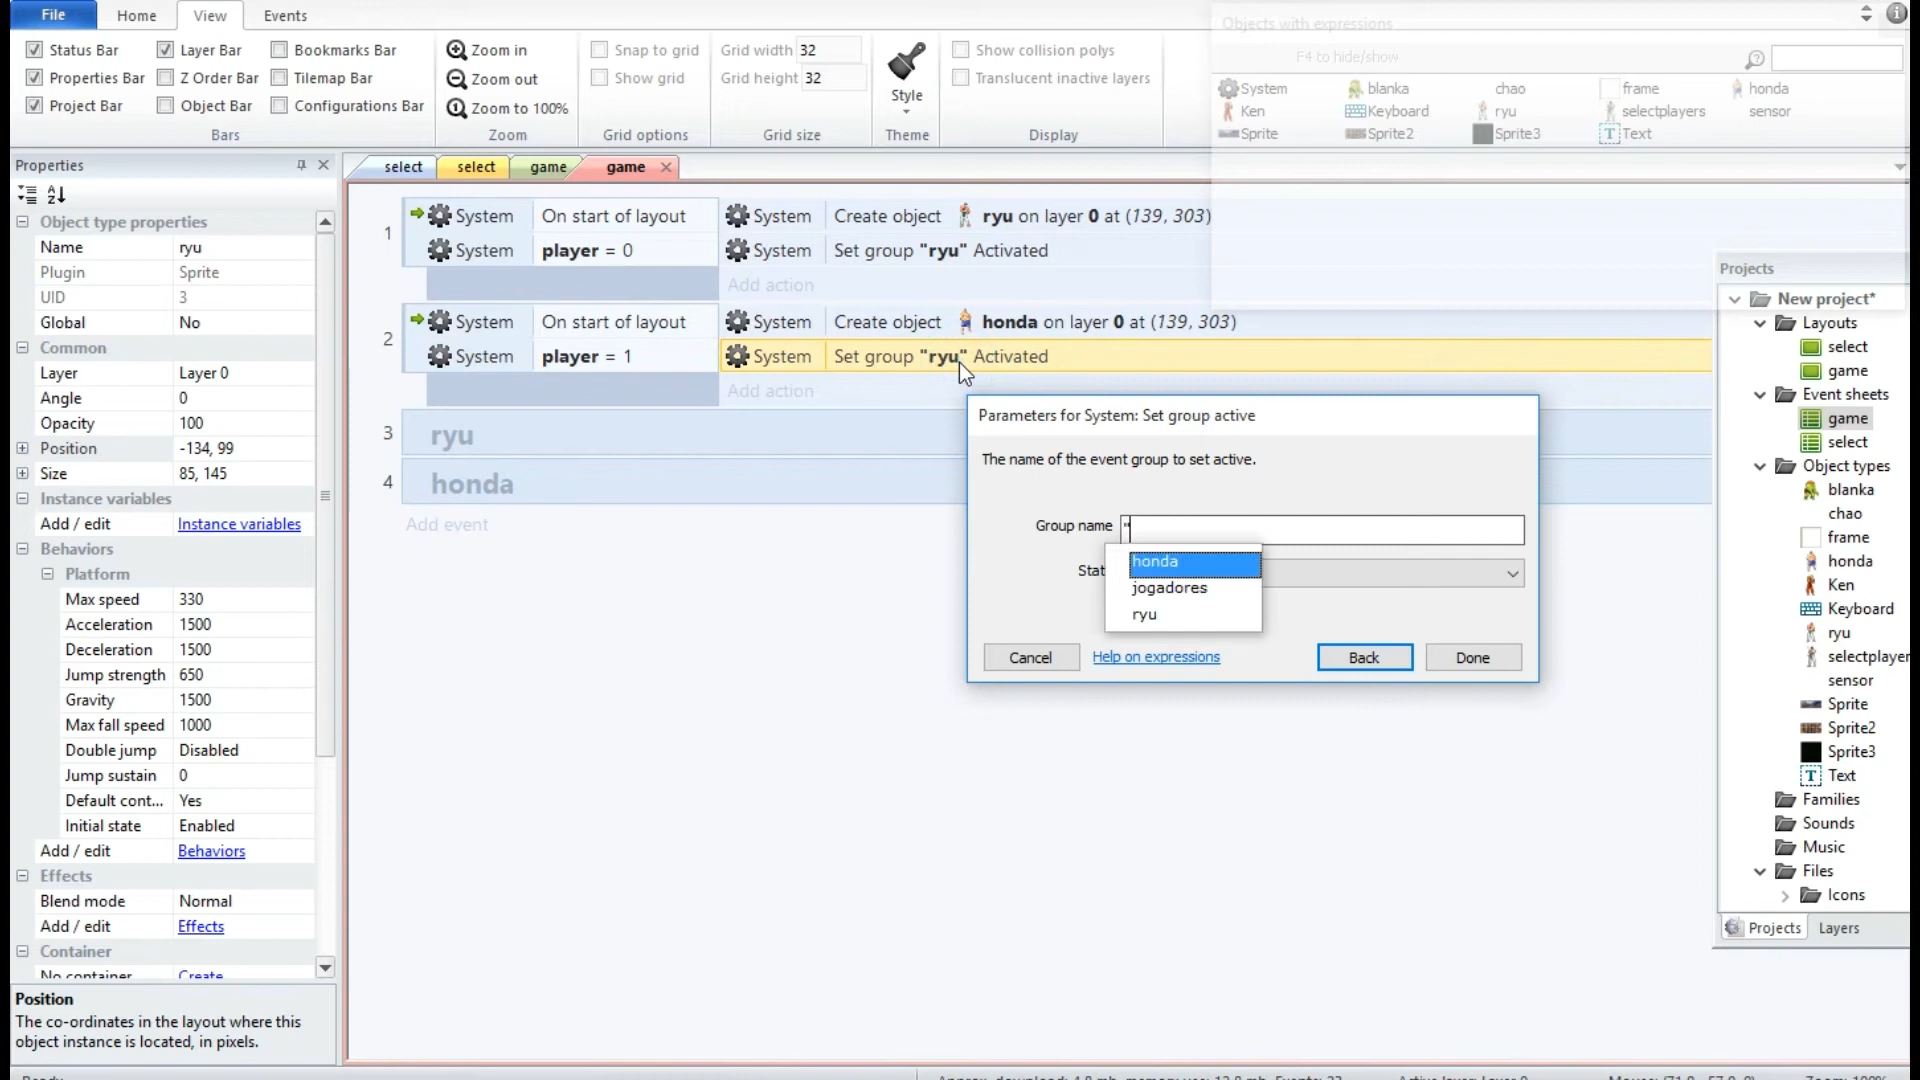 File Home View Events
Status Bar Layer Bar Bookmarks Bar
Properties Bar Z Order Bar Tilemap Bar
Project Bar Object Bar Configurations Bar
Bars
Zoom in
Zoom out
Zoom to 100%
Zoom
Snap to grid
Show grid
Grid options
Grid width 32
Grid height 32
Grid size
Style
Theme
Show collision polys
Translucent inactive layers
Display
Objects with expressions
F4 to hide/show
System blanka chao frame honda
Ken Keyboard ryu selectplayers sensor
Sprite Sprite2 Sprite3 Text
Properties
Object type properties
Name ryu
Plugin Sprite
UID 3
Global No
Common
Layer Layer 0
Angle 0
Opacity 100
Position -134, 99
Size 85, 145
Instance variables
Add / edit Instance variables
Behaviors
Platform
Max speed 330
Acceleration 1500
Deceleration 1500
Jump strength 650
Gravity 1500
Max fall speed 1000
Double jump Disabled
Jump sustain 0
Default cont... Yes
Initial state Enabled
Add / edit Behaviors
Effects
Blend mode Normal
Add / edit Effects
Container
No container Create
Position
The co-ordinates in the layout where this
object instance is located, in pixels.
select select game game
1 System On start of layout System Create object ryu on layer 0 at (139, 303)
System player = 0 System Set group "ryu" Activated
Add action
2 System On start of layout System Create object honda on layer 0 at (139, 303)
System player = 1 System Set group "ryu" Activated
Add action
3 ryu
4 honda
Add event
Parameters for System: Set group active
The name of the event group to set active.
Group name "
Stat
honda
jogadores
ryu
Cancel Help on expressions Back Done
Projects
New project*
Layouts
select
game
Event sheets
game
select
Object types
blanka
chao
frame
honda
Ken
Keyboard
ryu
selectplayer
sensor
Sprite
Sprite2
Sprite3
Text
Families
Sounds
Music
Files
Icons
Projects Layers